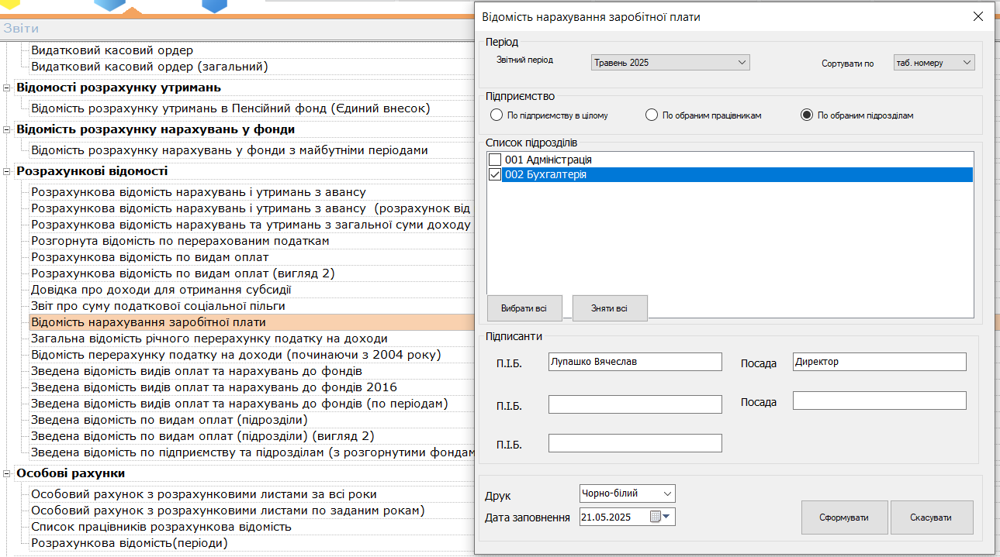 Звіти
Видатковий касовий ордер
Видатковий касовий ордер (загальний)
Відомості розрахунку утримань
Відомість розрахунку утримань в Пенсійний фонд (Єдиний внесок)
Відомість розрахунку нарахувань у фонди
Відомість розрахунку нарахувань у фонди з майбутніми періодами
Розрахункові відомості
Розрахункова відомість нарахувань і утримань з авансу
Розрахункова відомість нарахувань і утримань з авансу (розрахунок від
Розрахункова відомість нарахувань та утримань з загальної суми доходу
Розгорнута відомість по перерахованим податкам
Розрахункова відомість по видам оплат
Розрахункова відомість по видам оплат (вигляд 2)
Довідка про доходи для отримання субсидії
Звіт про суму податкової соціальної пільги
Відомість нарахування заробітної плати
Загальна відомість річного перерахунку податку на доходи
Відомість перерахунку податку на доходи (починаючи з 2004 року)
Зведена відомість видів оплат та нарахувань до фондів
Зведена відомість видів оплат та нарахувань до фондів 2016
Зведена відомість видів оплат та нарахувань до фондів (по періодам)
Зведена відомість по видам оплат (підрозділи)
Зведена відомість по видам оплат (підрозділи) (вигляд 2)
Зведена відомість по підприємству та підрозділам (з розгорнутими фондам
Особові рахунки
Особовий рахунок з розрахунковими листами за всі роки
Особовий рахунок з розрахунковими листами по заданим рокам)
Список працівників розрахункова відомість
Розрахункова відомість(періоди)
Відомість нарахування заробітної плати
Період
Звітний період Травень 2025 Сортувати по таб. номеру
Підприємство
По підприємству в цілому По обраним працівникам По обраним підрозділам
Список підрозділів
001 Адміністрація
002 Бухгалтерія
Вибрати всі Зняти всі
Підписанти
П.І.Б. Лупашко Вячеслав Посада Директор
П.І.Б. Посада
П.І.Б.
Друк Чорно-білий
Дата заповнення 21.05.2025
Сформувати Скасувати